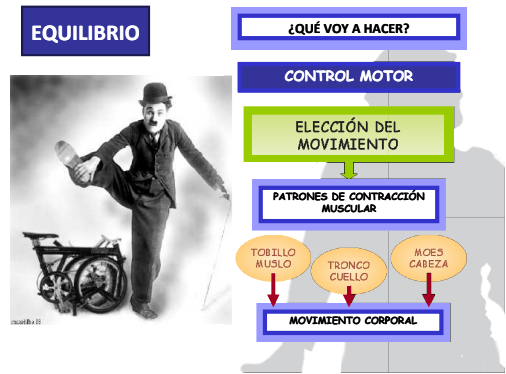 EQUILIBRIO
¿QUÉ VOY A HACER?
CONTROL MOTOR
ELECCIÓN DEL
MOVIMIENTO
PATRONES DE CONTRACCIÓN
MUSCULAR
TOBILLO
MUSLO
TRONCO
CUELLO
MOES
CABEZA
MOVIMIENTO CORPORAL